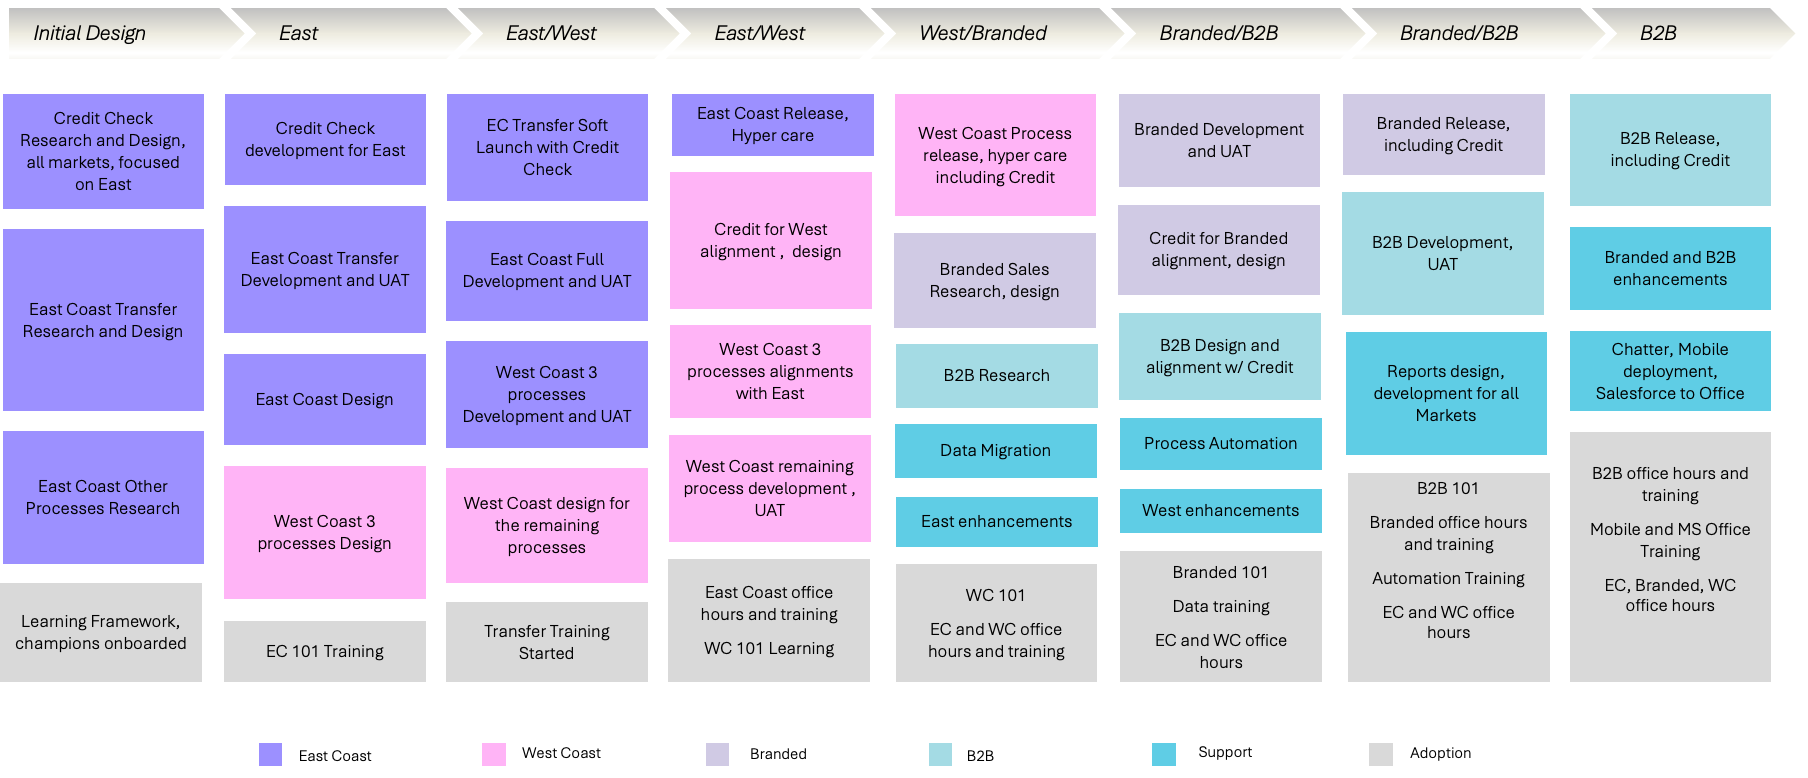 Initial Design
East
East/West
East/West
West/Branded
Branded/B2B
Branded/B2B
B2B
Credit Check
Research and Design,
all markets, focused
on East
East Coast Transfer
Research and Design
East Coast Other
Processes Research
Learning Framework,
champions onboarded
Credit Check
development for East
East Coast Transfer
Development and UAT
East Coast Design
West Coast 3
processes Design
EC 101 Training
EC Transfer Soft
Launch with Credit
Check
East Coast Full
Development and UAT
West Coast 3
processes
Development and UAT
West Coast design for
the remaining
processes
Transfer Training
Started
East Coast Release,
Hyper care
Credit for West
alignment ,  design
West Coast 3
processes alignments
with East
West Coast remaining
process development ,
UAT
East Coast office
hours and training
WC 101 Learning
West Coast Process
release, hyper care
including Credit
Branded Sales
Research, design
B2B Research
Data Migration
East enhancements
WC 101
EC and WC office
hours and training
Branded Development
and UAT
Credit for Branded
alignment, design
B2B Design and
alignment w/ Credit
Process Automation
West enhancements
Branded 101
Data training
EC and WC office
hours
Branded Release,
including Credit
B2B Development,
UAT
Reports design,
development for all
Markets
B2B 101
Branded office hours
and training
Automation Training
EC and WC office
hours
B2B Release,
including Credit
Branded and B2B
enhancements
Chatter, Mobile
deployment,
Salesforce to Office
B2B office hours and
training
Mobile and MS Office
Training
EC, Branded, WC
office hours
East Coast
West Coast
Branded
B2B
Support
Adoption